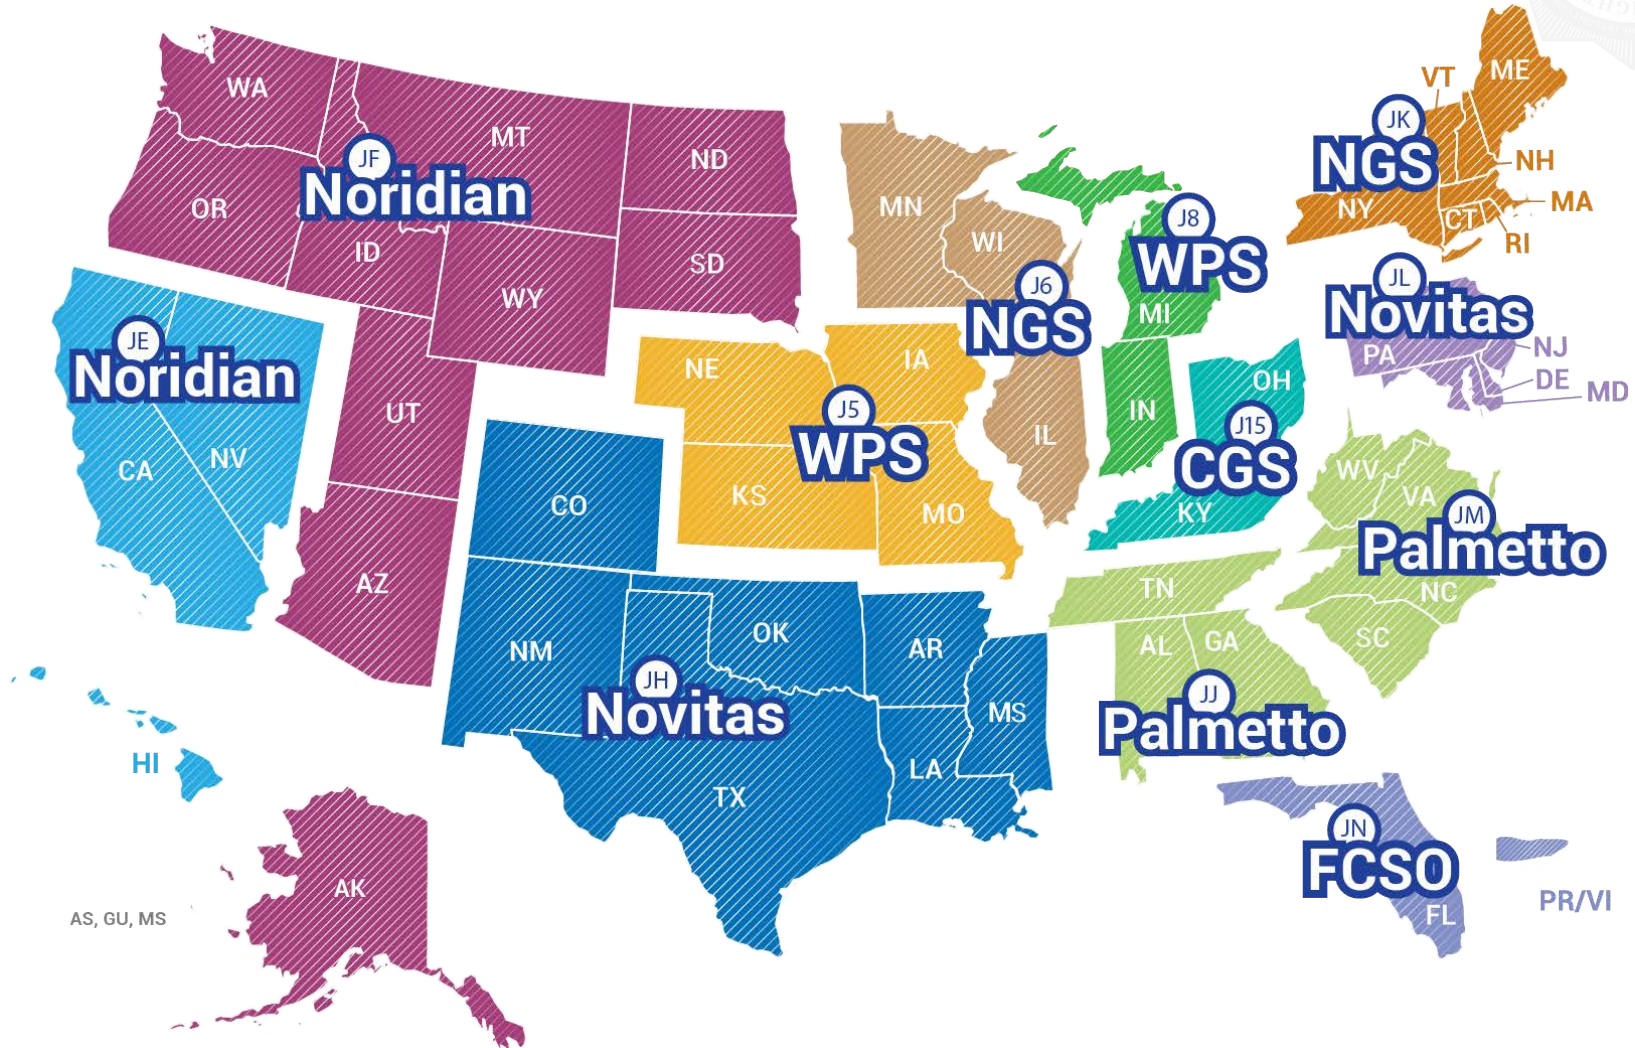 WA
MT
ND
OR
ID
SD
WY
JF
Noridian
JE
Noridian
CA
NV
UT
AZ
HI
AK
AS, GU, MS
CO
NM
OK
TX
AR
LA
MS
JH
Novitas
NE
IA
KS
MO
J5
WPS
MN
WI
IL
J6
NGS
J8
WPS
MI
IN
OH
J15
CGS
KY
VT
ME
JK
NGS
NH
NY
CT
MA
RI
JL
Novitas
PA
NJ
DE
MD
WV
VA
JM
Palmetto
NC
SC
TN
AL
GA
JJ
Palmetto
JN
FCSO
FL
PR/VI